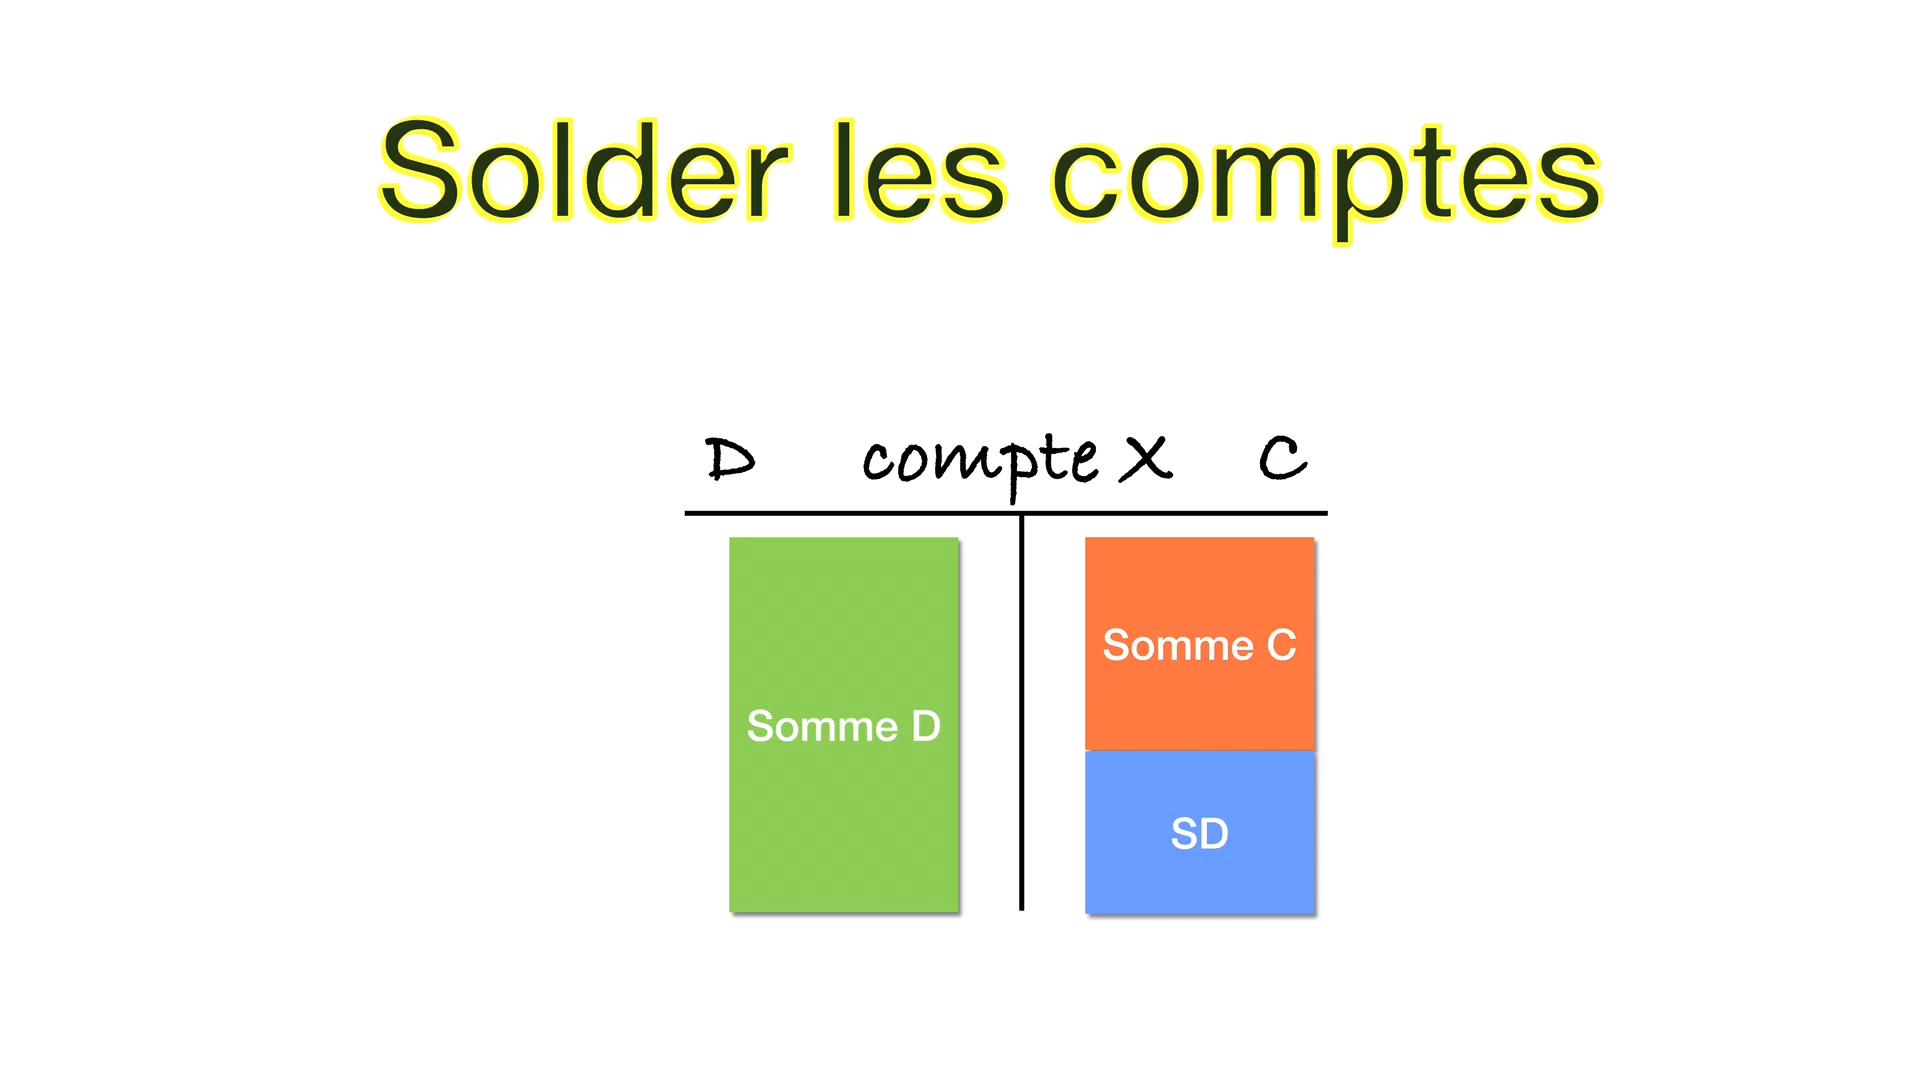 Solder les comptes
D compte X C
Somme C
Somme D
SD